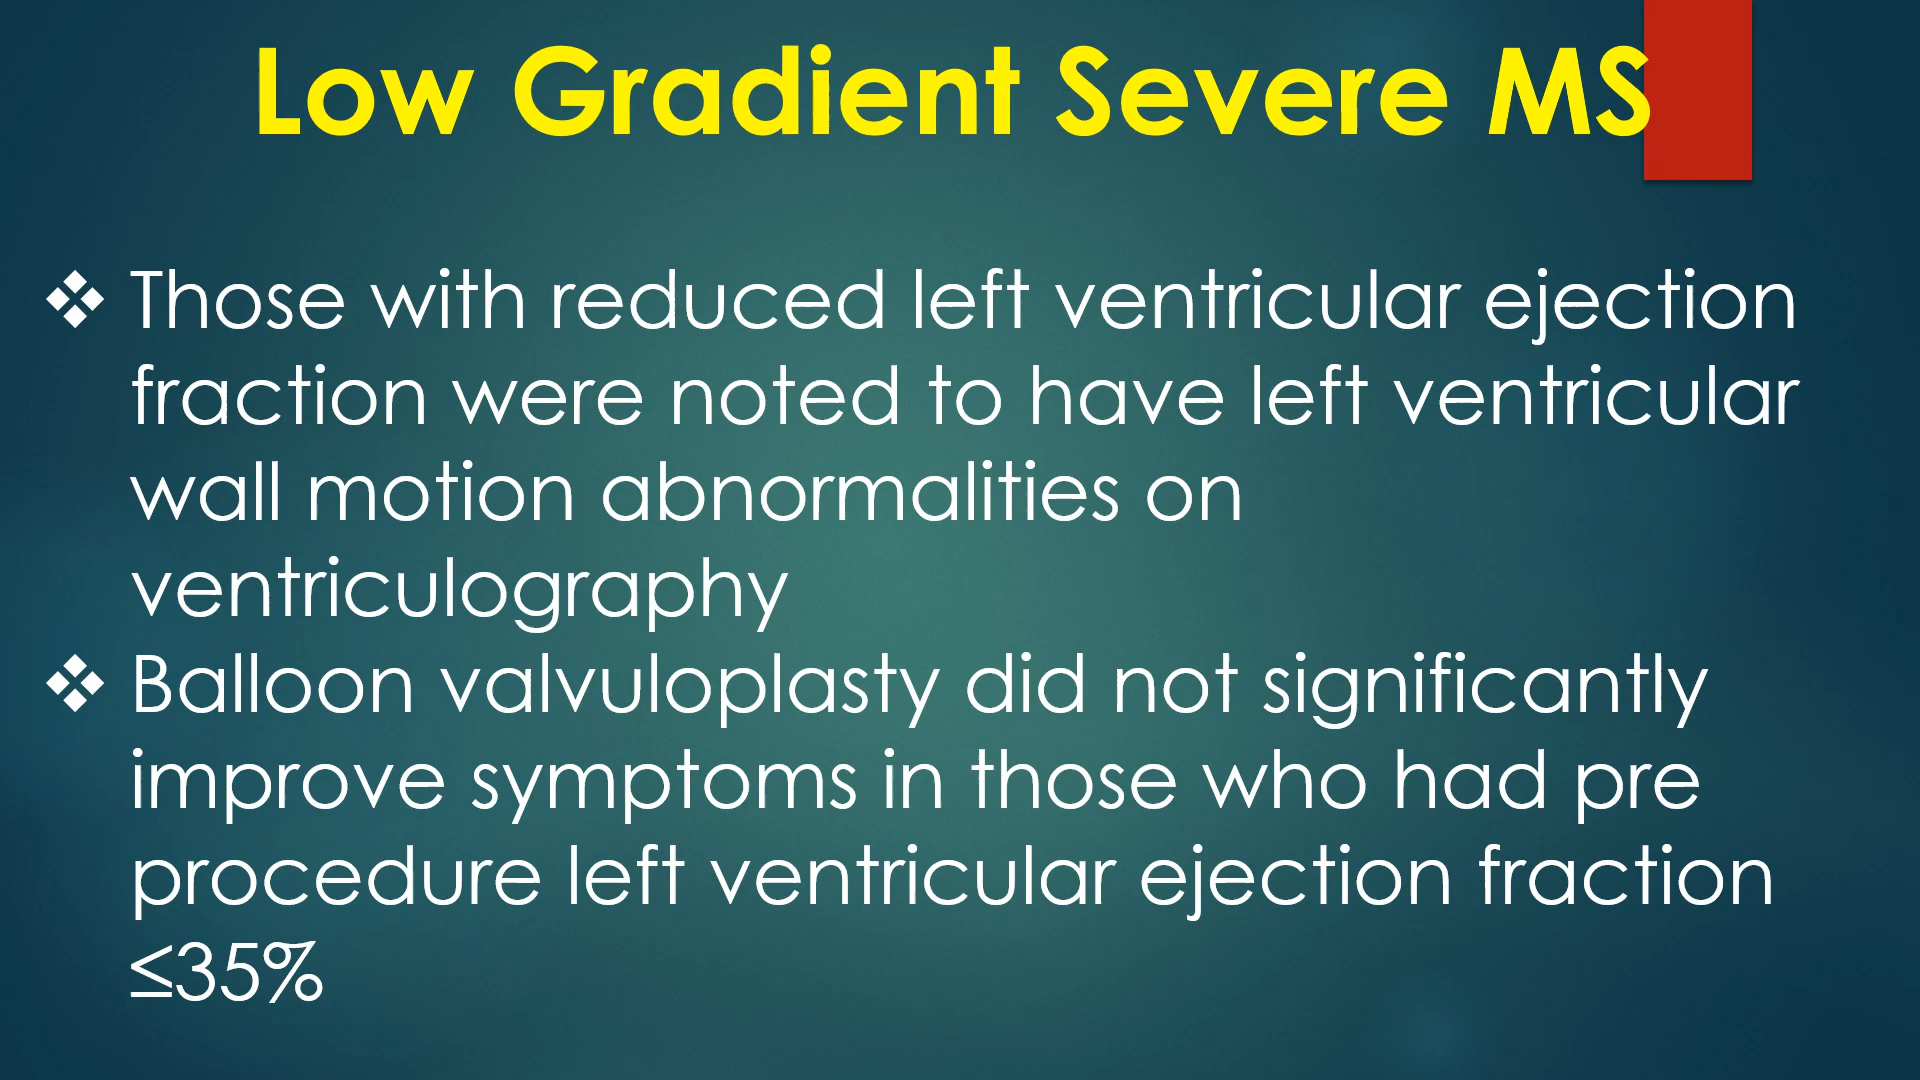 Low Gradient Severe MS
❖ Those with reduced left ventricular ejection
fraction were noted to have left ventricular
wall motion abnormalities on
ventriculography
❖ Balloon valvuloplasty did not significantly
improve symptoms in those who had pre
procedure left ventricular ejection fraction
≤35%